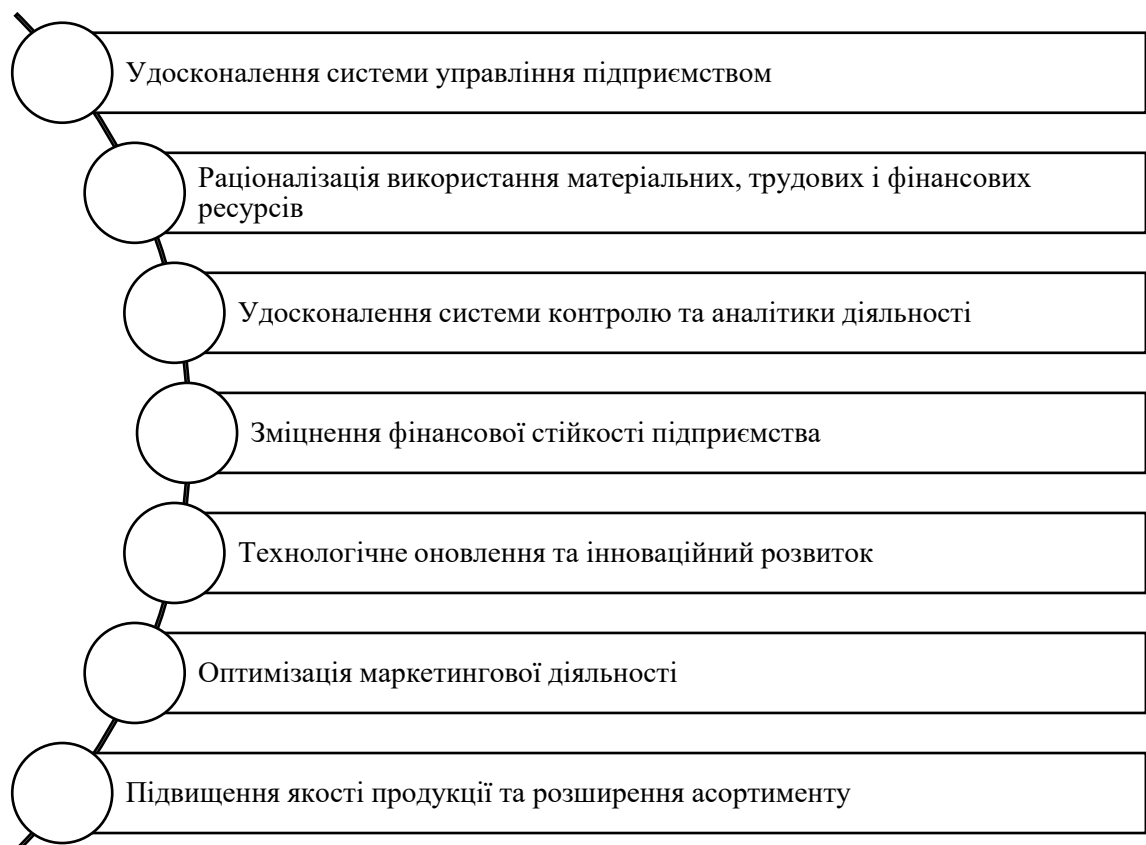 Удосконалення системи управління підприємством
Раціоналізація використання матеріальних, трудових і фінансових
ресурсів
Удосконалення системи контролю та аналітики діяльності
Зміцнення фінансової стійкості підприємства
Технологічне оновлення та інноваційний розвиток
Оптимізація маркетингової діяльності
Підвищення якості продукції та розширення асортименту